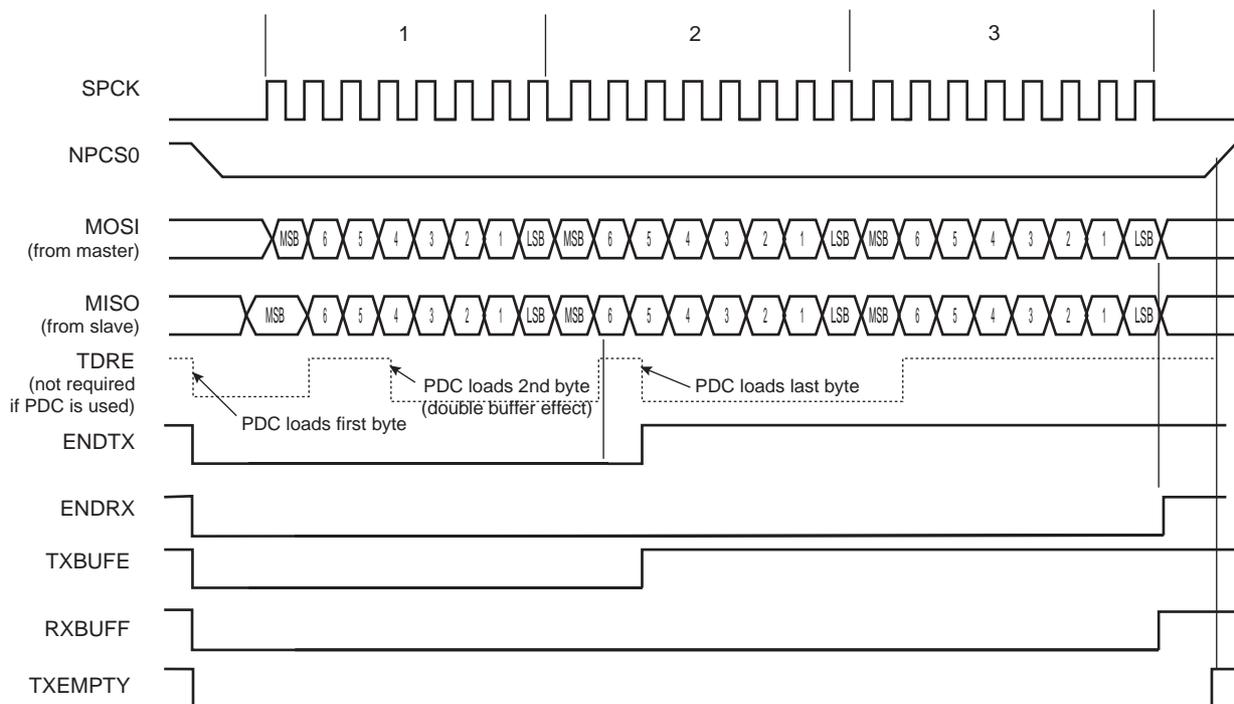 1 2 3
SPCK
NPCS0
MOSI
(from master)
MSB 6 5 4 3 2 1 LSB MSB 6 5 4 3 2 1 LSB MSB 6 5 4 3 2 1 LSB
MISO
(from slave)
MSB 6 5 4 3 2 1 LSB MSB 6 5 4 3 2 1 LSB MSB 6 5 4 3 2 1 LSB
TDRE
(not required
if PDC is used)
PDC loads first byte
PDC loads 2nd byte
(double buffer effect)
PDC loads last byte
ENDTX
ENDRX
TXBUFE
RXBUFF
TXEMPTY